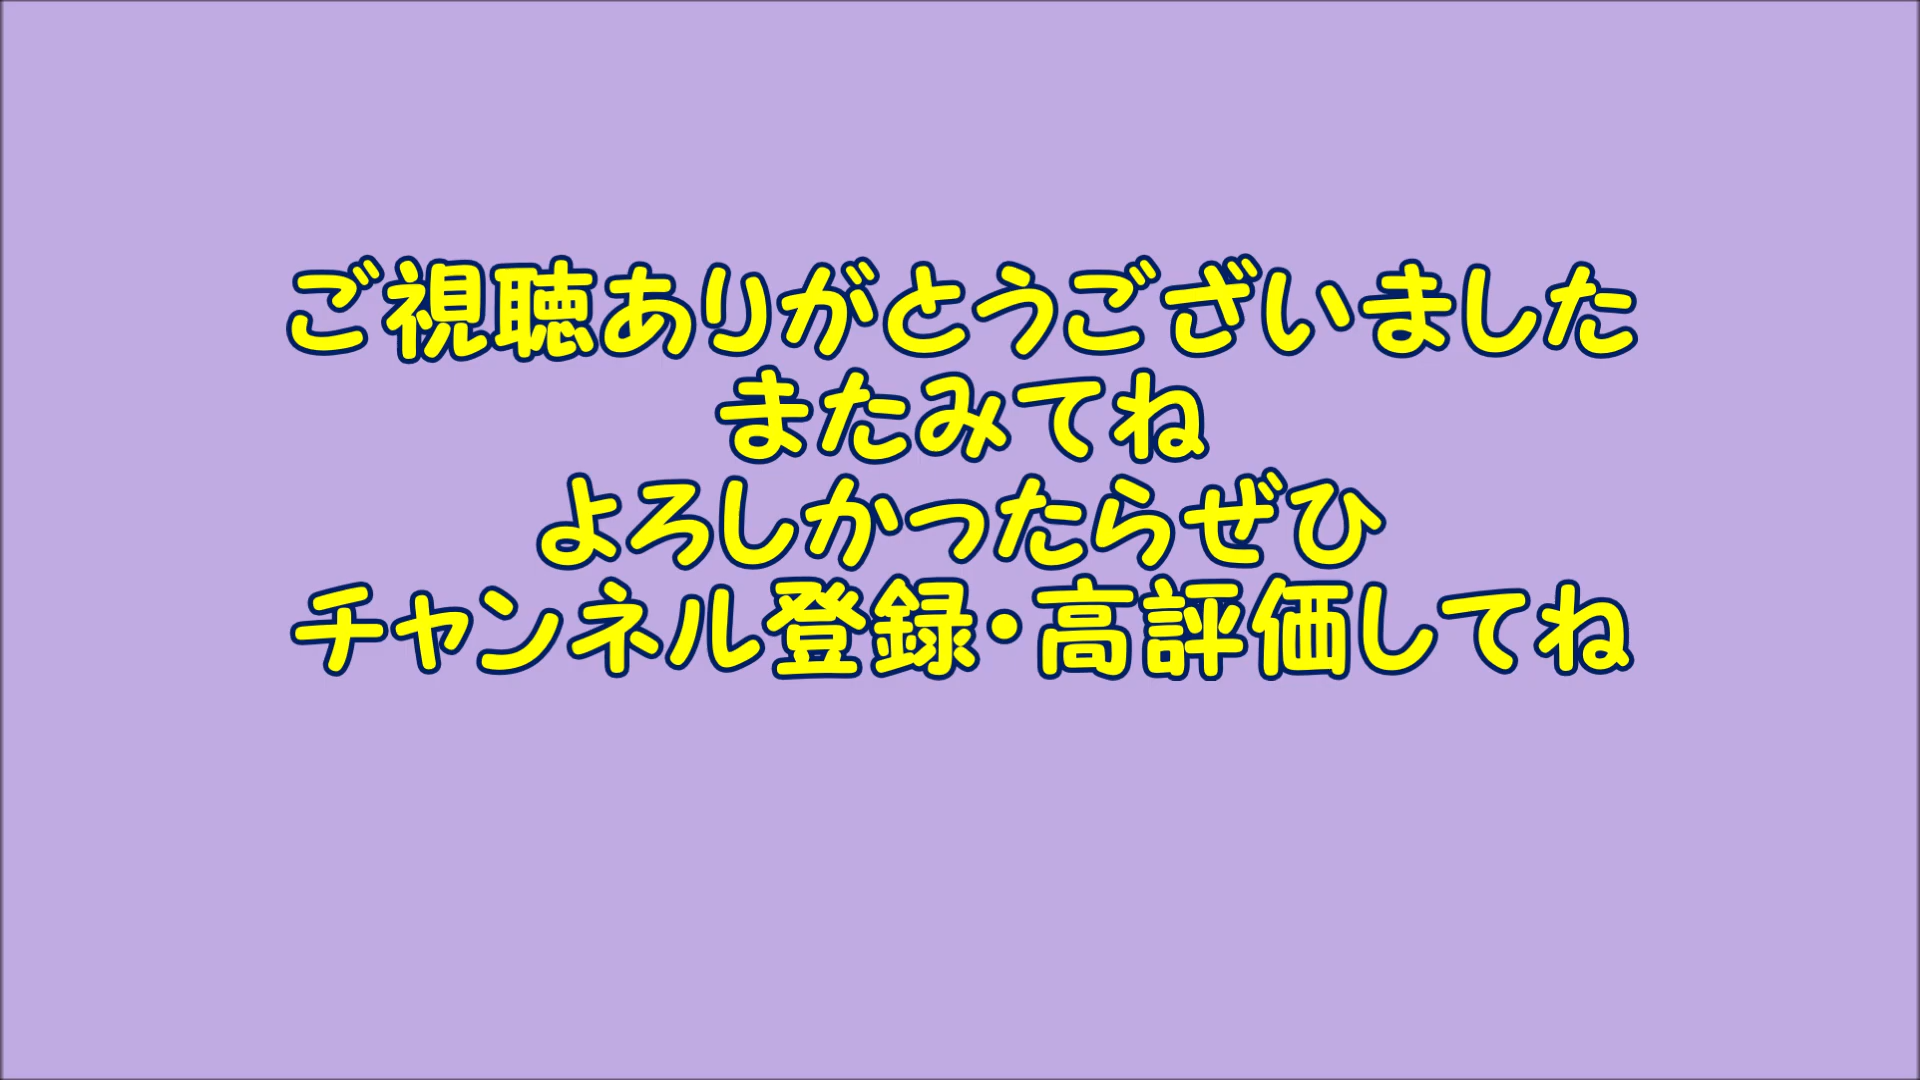 ご視聴ありがとうございました
またみてね
よろしかったらぜひ
チャンネル登録・高評価してね